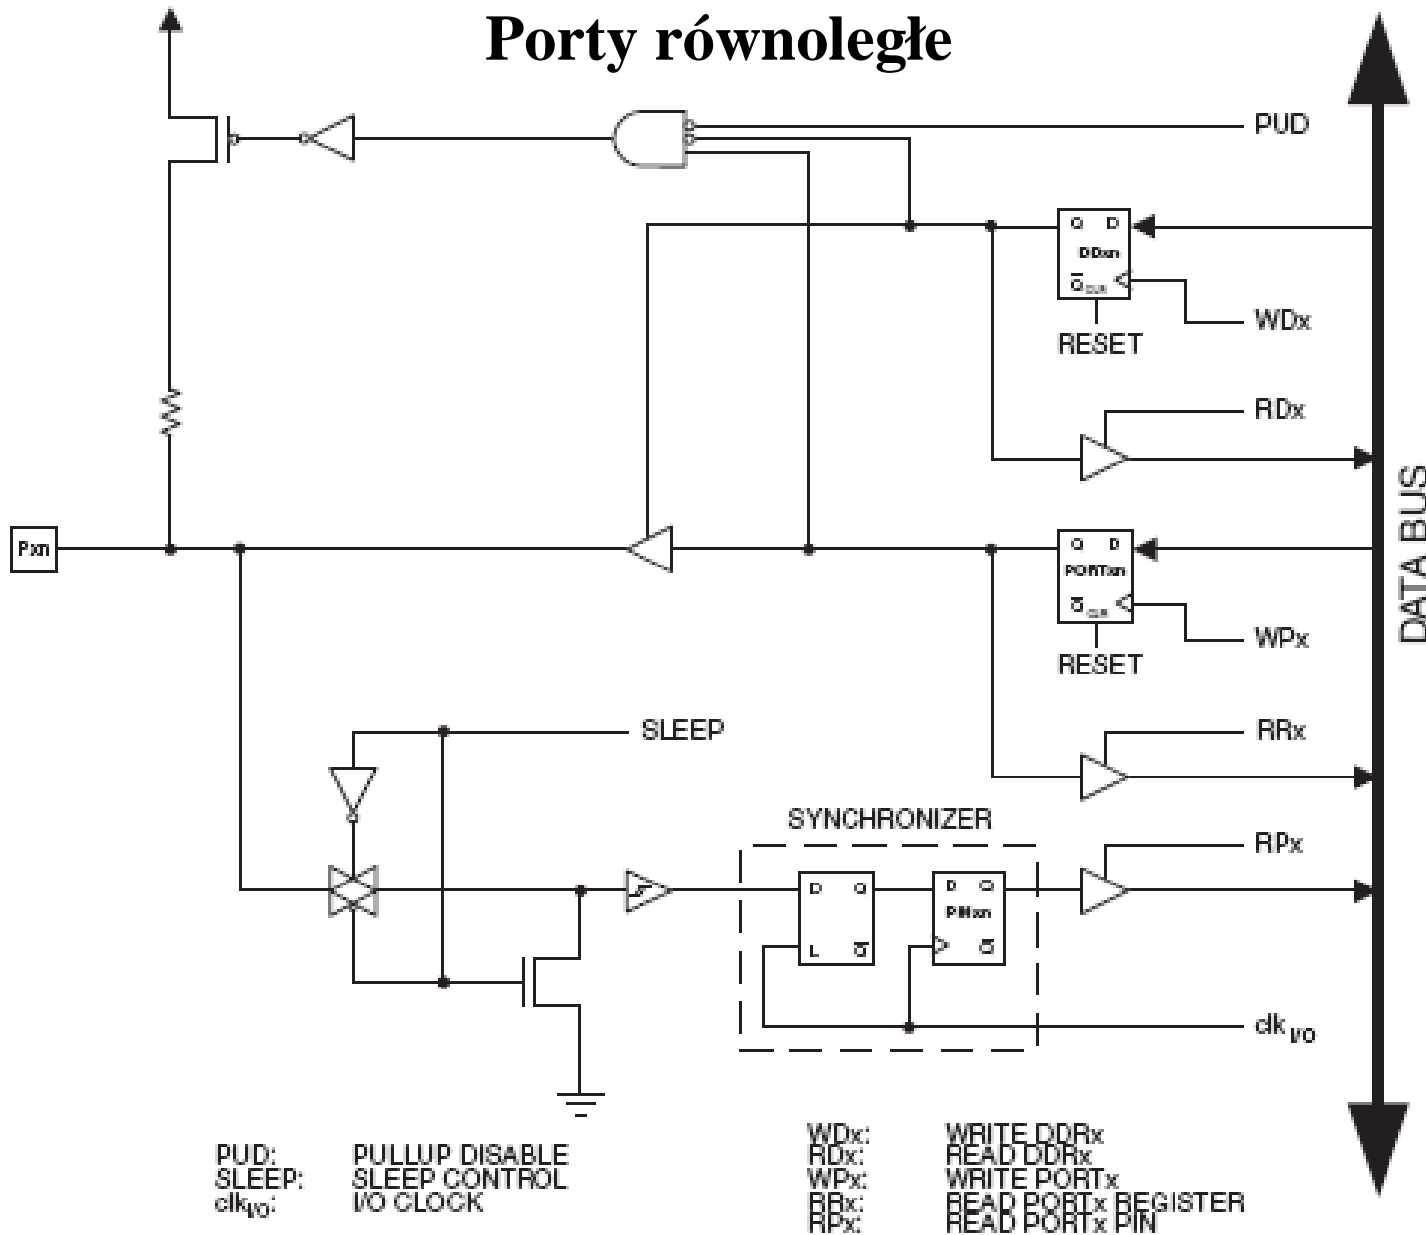 Porty równoległe
PUD
Q D
DDxn
Q CLR
WDx
RESET
RDx
Pxn
Q D
PORTxn
Q CLR
WPx
RESET
DATA BUS
SLEEP
RRx
SYNCHRONIZER
RPx
D Q
L Q
D Q
PINxn
Q
clk I/O
PUD: PULLUP DISABLE
SLEEP: SLEEP CONTROL
clkI/O: I/O CLOCK
WDx: WRITE DDRx
RDx: READ DDRx
WPx: WRITE PORTx
RRx: READ PORTx REGISTER
RPx: READ PORTx PIN